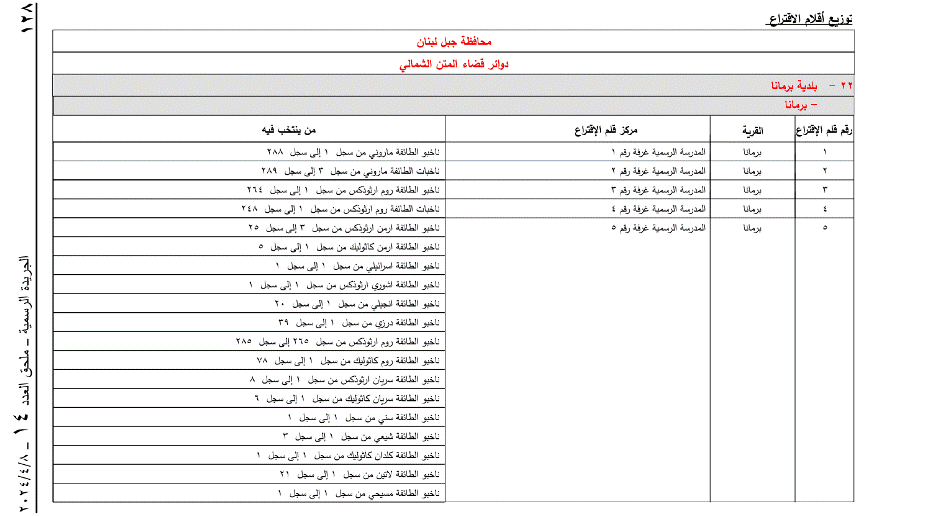 توزيع أقلام الاقتراع
محافظة جبل لبنان
دوائر قضاء المتن الشمالي
٢٢ - بلدية برمانا
- برمانا
رقم قلم الإقتراع القرية مركز قلم الإقتراع من ينتخب فيه
١ برمانا المدرسة الرسمية غرفة رقم ١ ناخبو الطائفة ماروني من سجل ١ إلى سجل ٢٨٨
٢ برمانا المدرسة الرسمية غرفة رقم ٢ ناخبات الطائفة ماروني من سجل ٣ إلى سجل ٢٨٩
٣ برمانا المدرسة الرسمية غرفة رقم ٣ ناخبو الطائفة روم ارثوذكس من سجل ١ إلى سجل ٢٦٤
٤ برمانا المدرسة الرسمية غرفة رقم ٤ ناخبات الطائفة روم ارثوذكس من سجل ١ إلى سجل ٢٤٨
٥ برمانا المدرسة الرسمية غرفة رقم ٥ ناخبو الطائفة ارمن ارثوذكس من سجل ٣ إلى سجل ٢٥
ناخبو الطائفة ارمن كاثوليك من سجل ١ إلى سجل ٥
ناخبو الطائفة اسرائيلي من سجل ١ إلى سجل ١
ناخبو الطائفة اشوري ارثوذكس من سجل ١ إلى سجل ١
ناخبو الطائفة انجيلي من سجل ١ إلى سجل ٢٠
ناخبو الطائفة درزي من سجل ١ إلى سجل ٣٩
ناخبو الطائفة روم ارثوذكس من سجل ٢٦٥ إلى سجل ٢٨٥
ناخبو الطائفة روم كاثوليك من سجل ١ إلى سجل ٧٨
ناخبو الطائفة سريان ارثوذكس من سجل ١ إلى سجل ٨
ناخبو الطائفة سريان كاثوليك من سجل ١ إلى سجل ٦
ناخبو الطائفة سني من سجل ١ إلى سجل ١
ناخبو الطائفة شيعي من سجل ١ إلى سجل ٣
ناخبو الطائفة كلدان كاثوليك من سجل ١ إلى سجل ١
ناخبو الطائفة لاتين من سجل ١ إلى سجل ٢١
ناخبو الطائفة مسيحي من سجل ١ إلى سجل ١
١٢٨
الجريدة الرسمية – ملحق العدد ١٤ – ٢٠٢٤/٤/٨